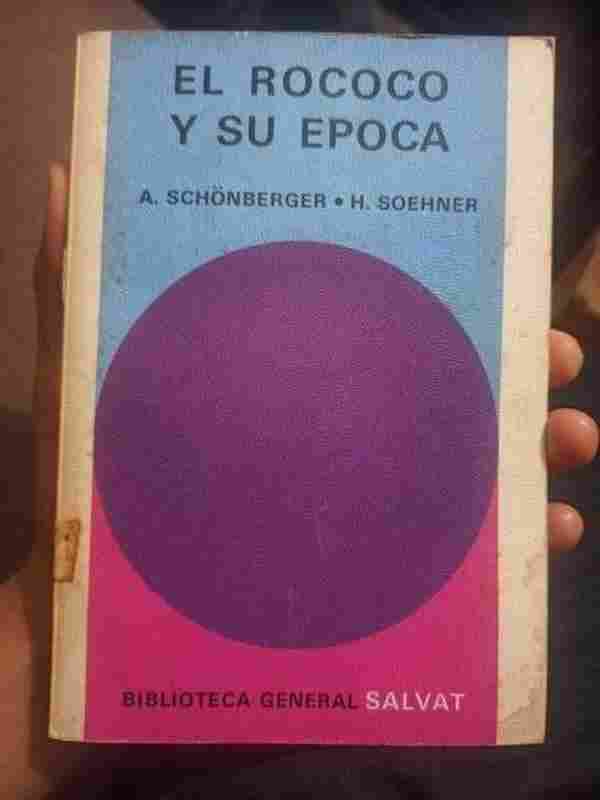 EL ROCOCO
Y SU EPOCA
A. SCHÖNBERGER • H. SOEHNER
BIBLIOTECA GENERAL SALVAT